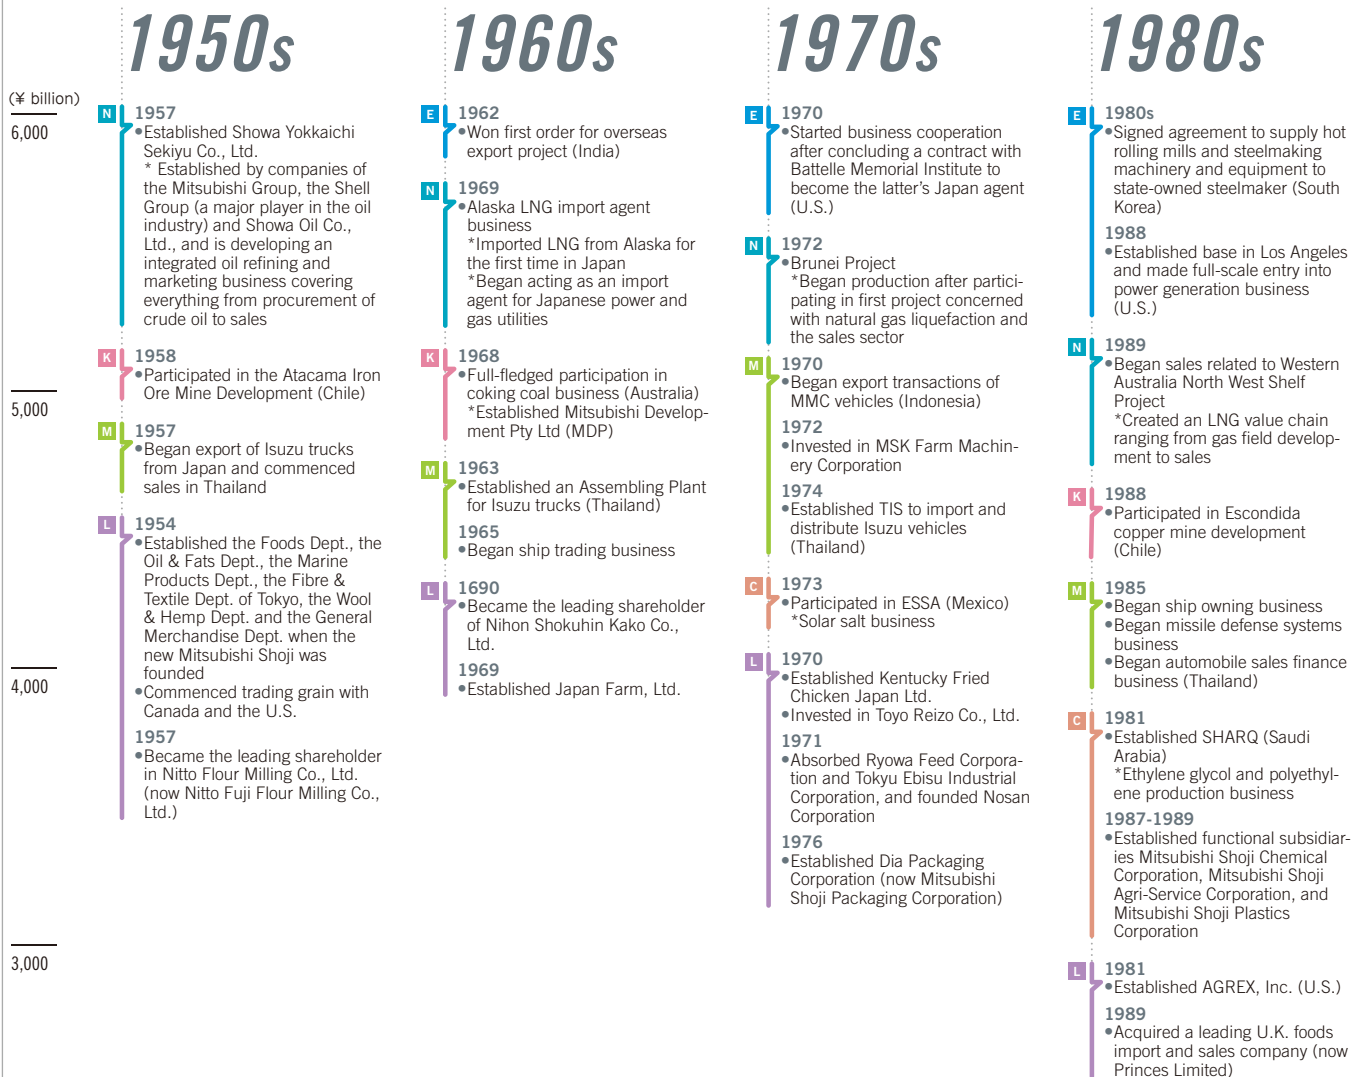 1950s
1960s
1970s
1980s
(¥ billion)
6,000
5,000
4,000
3,000
N
1957
•Established Showa Yokkaichi
Sekiyu Co., Ltd.
* Established by companies of
the Mitsubishi Group, the Shell
Group (a major player in the oil
industry) and Showa Oil Co.,
Ltd., and is developing an
integrated oil refining and
marketing business covering
everything from procurement of
crude oil to sales
K
1958
•Participated in the Atacama Iron
Ore Mine Development (Chile)
M
1957
•Began export of Isuzu trucks
from Japan and commenced
sales in Thailand
L
1954
•Established the Foods Dept., the
Oil & Fats Dept., the Marine
Products Dept., the Fibre &
Textile Dept. of Tokyo, the Wool
& Hemp Dept. and the General
Merchandise Dept. when the
new Mitsubishi Shoji was
founded
•Commenced trading grain with
Canada and the U.S.
1957
•Became the leading shareholder
in Nitto Flour Milling Co., Ltd.
(now Nitto Fuji Flour Milling Co.,
Ltd.)
E
1962
•Won first order for overseas
export project (India)
N
1969
•Alaska LNG import agent
business
*Imported LNG from Alaska for
the first time in Japan
*Began acting as an import
agent for Japanese power and
gas utilities
K
1968
•Full-fledged participation in
coking coal business (Australia)
*Established Mitsubishi Develop-
ment Pty Ltd (MDP)
M
1963
•Established an Assembling Plant
for Isuzu trucks (Thailand)
1965
•Began ship trading business
L
1690
•Became the leading shareholder
of Nihon Shokuhin Kako Co.,
Ltd.
1969
•Established Japan Farm, Ltd.
E
1970
•Started business cooperation
after concluding a contract with
Battelle Memorial Institute to
become the latter's Japan agent
(U.S.)
N
1972
•Brunei Project
*Began production after partici-
pating in first project concerned
with natural gas liquefaction and
the sales sector
M
1970
•Began export transactions of
MMC vehicles (Indonesia)
1972
•Invested in MSK Farm Machin-
ery Corporation
1974
•Established TIS to import and
distribute Isuzu vehicles
(Thailand)
C
1973
•Participated in ESSA (Mexico)
*Solar salt business
L
1970
•Established Kentucky Fried
Chicken Japan Ltd.
•Invested in Toyo Reizo Co., Ltd.
1971
•Absorbed Ryowa Feed Corpora-
tion and Tokyu Ebisu Industrial
Corporation, and founded Nosan
Corporation
1976
•Established Dia Packaging
Corporation (now Mitsubishi
Shoji Packaging Corporation)
E
1980s
•Signed agreement to supply hot
rolling mills and steelmaking
machinery and equipment to
state-owned steelmaker (South
Korea)
1988
•Established base in Los Angeles
and made full-scale entry into
power generation business
(U.S.)
N
1989
•Began sales related to Western
Australia North West Shelf
Project
*Created an LNG value chain
ranging from gas field develop-
ment to sales
K
1988
•Participated in Escondida
copper mine development
(Chile)
M
1985
•Began ship owning business
•Began missile defense systems
business
•Began automobile sales finance
business (Thailand)
C
1981
•Established SHARQ (Saudi
Arabia)
*Ethylene glycol and polyethyl-
ene production business
1987-1989
•Established functional subsidiar-
ies Mitsubishi Shoji Chemical
Corporation, Mitsubishi Shoji
Agri-Service Corporation, and
Mitsubishi Shoji Plastics
Corporation
L
1981
•Established AGREX, Inc. (U.S.)
1989
•Acquired a leading U.K. foods
import and sales company (now
Princes Limited)